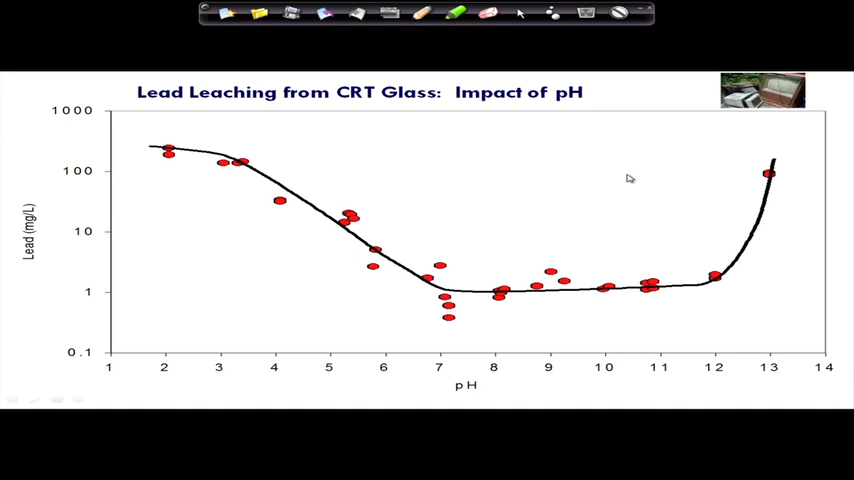 Lead Leaching from CRT Glass: Impact of pH
1000
100
10
1
0.1
Lead (mg/L)
1 2 3 4 5 6 7 8 9 10 11 12 13 14
pH